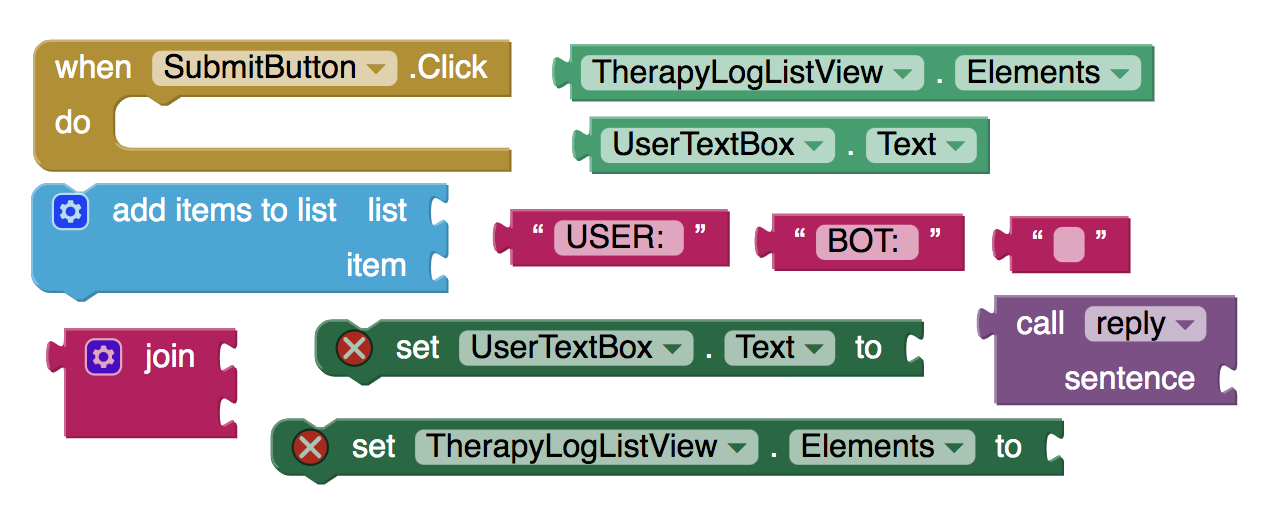 when SubmitButton .Click
do
TherapyLogListView . Elements
UserTextBox . Text
add items to list list
item
“ USER: ”
“ BOT: ”
“ ”
join
set UserTextBox . Text to
call reply
sentence
set TherapyLogListView . Elements to